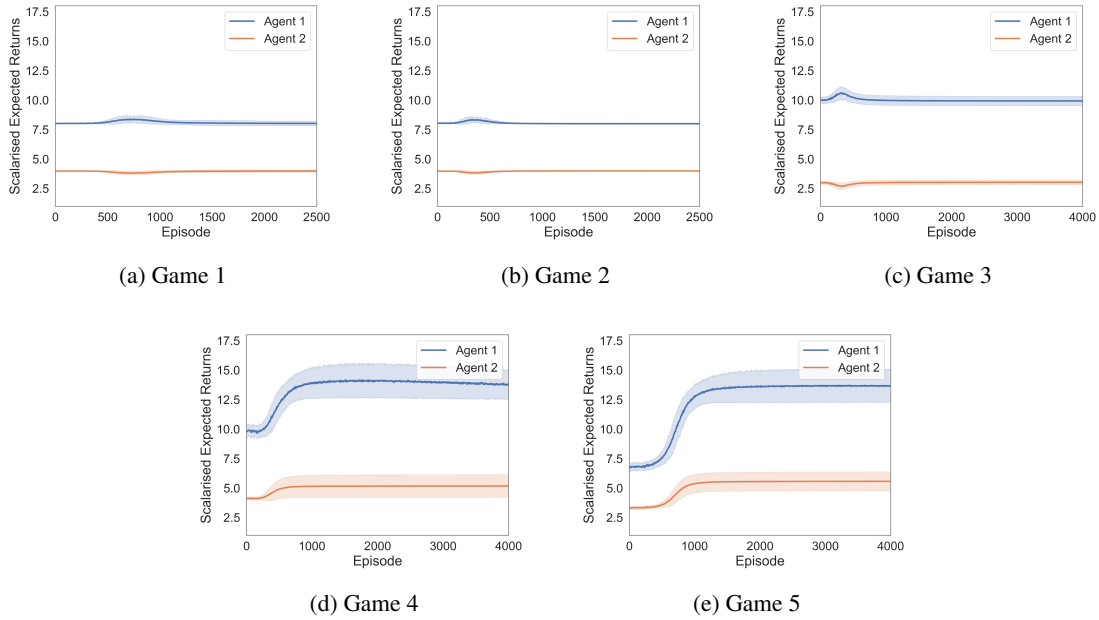 Scalarised Expected Returns
17.5
15.0
12.5
10.0
7.5
5.0
2.5
0 500 1000 1500 2000 2500
Episode
Agent 1
Agent 2
(a) Game 1
Scalarised Expected Returns
17.5
15.0
12.5
10.0
7.5
5.0
2.5
0 500 1000 1500 2000 2500
Episode
Agent 1
Agent 2
(b) Game 2
Scalarised Expected Returns
17.5
15.0
12.5
10.0
7.5
5.0
2.5
0 1000 2000 3000 4000
Episode
Agent 1
Agent 2
(c) Game 3
Scalarised Expected Returns
17.5
15.0
12.5
10.0
7.5
5.0
2.5
0 1000 2000 3000 4000
Episode
Agent 1
Agent 2
(d) Game 4
Scalarised Expected Returns
17.5
15.0
12.5
10.0
7.5
5.0
2.5
0 1000 2000 3000 4000
Episode
Agent 1
Agent 2
(e) Game 5